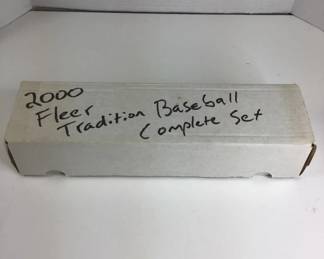 2000
Fleer
Tradition Baseball
Complete Set